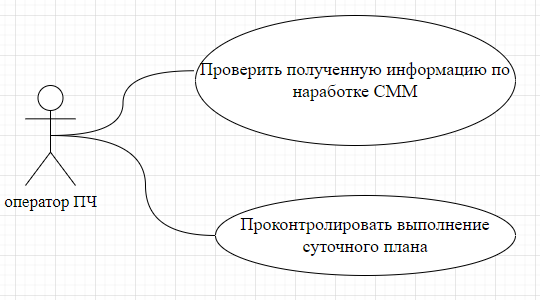 Проверить полученную информацию по
наработке СММ
оператор ПЧ
Проконтролировать выполнение
суточного плана